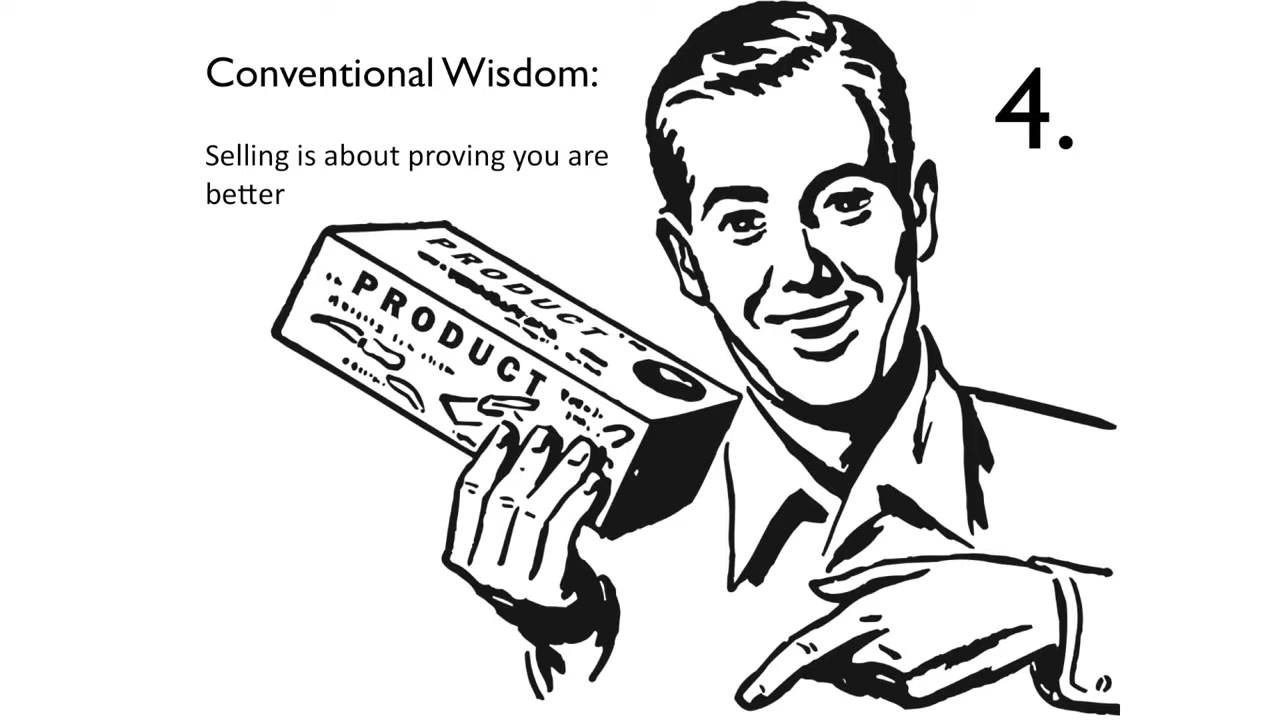 Conventional Wisdom:
4.
Selling is about proving you are
better
PRODUCT
PRODUCT